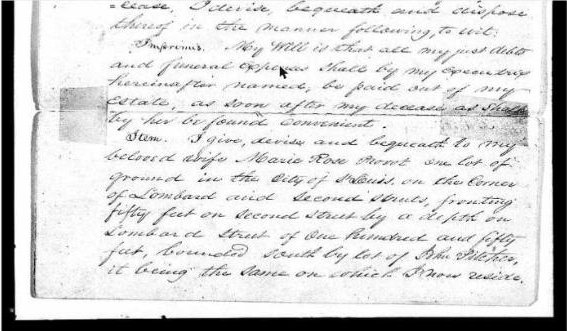 =cease, I devise, bequeath and dispose
thereof in the manner following, to wit:
Imprimis. My Will is that all my just debts
and funeral expenses shall by my Executrix
hereinafter named, be paid out of my
Estate, as soon after my decease as shall
by her be found convenient.
Item. I give, devise and bequeath to my
beloved wife Marie Rose one lot of
ground in the City of St Louis, on the Corner
of Lombard and Second Streets, fronting
fifty feet on Second Street by a depth on
Lombard Street of One Hundred and fifty
feet, bounded south by lot of John Pilcher,
it being the same on which I now reside.